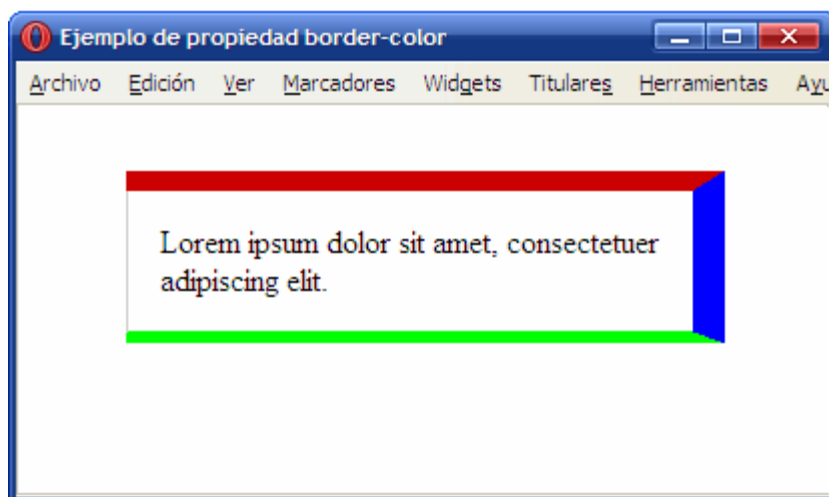 Ejemplo de propiedad border-color
Archivo Edición Ver Marcadores Widgets Titulares Herramientas Ayu
Lorem ipsum dolor sit amet, consectetuer
adipiscing elit.